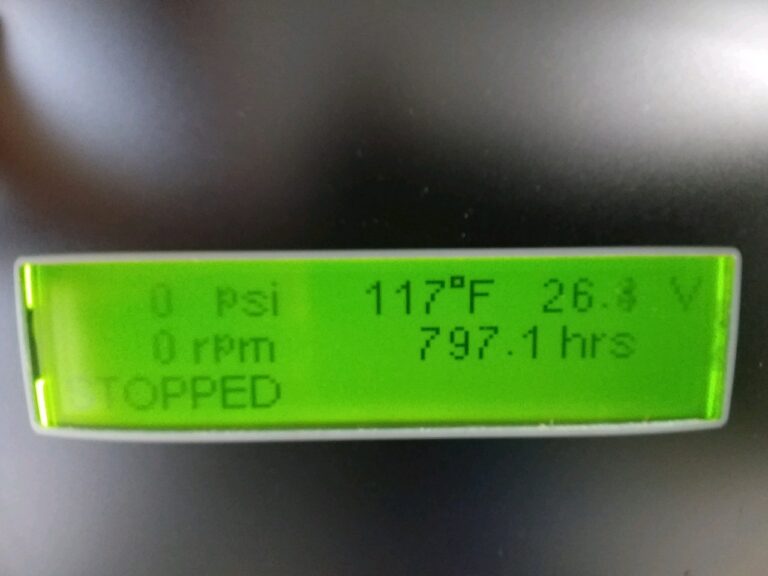 0 psi 117°F V
0 rpm 797.1 hrs
STOPPED